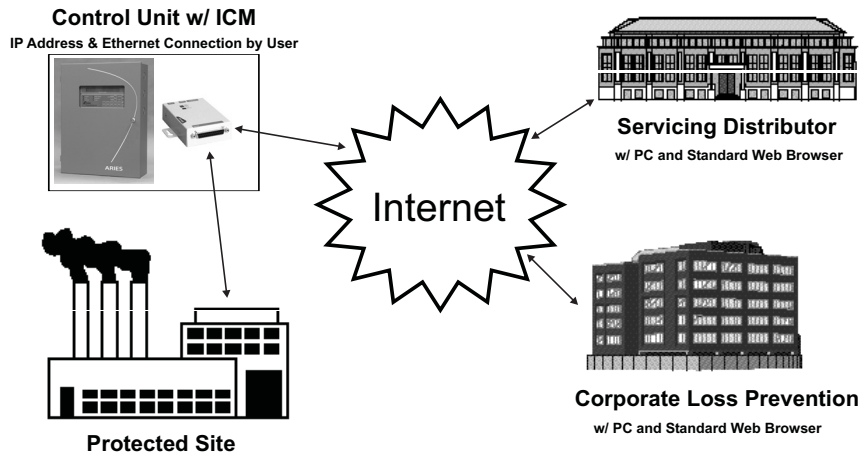 Control Unit w/ ICM
IP Address & Ethernet Connection by User
ARIES
Internet
Servicing Distributor
w/ PC and Standard Web Browser
Protected Site
Corporate Loss Prevention
w/ PC and Standard Web Browser